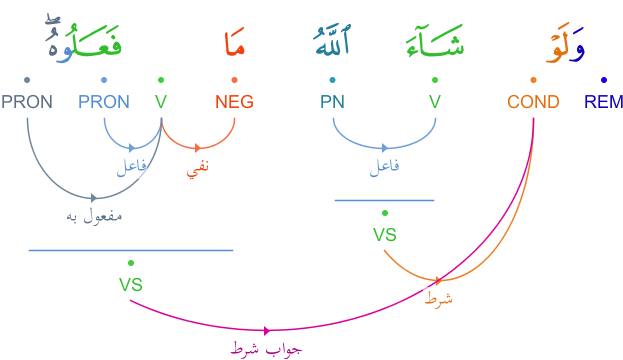 وَلَوْ شَآءَ ٱللَّهُ مَا فَعَلُوهُۖ
REM COND V PN NEG V PRON PRON
فاعل نفي فاعل
مفعول به
VS
VS
شرط
جواب شرط